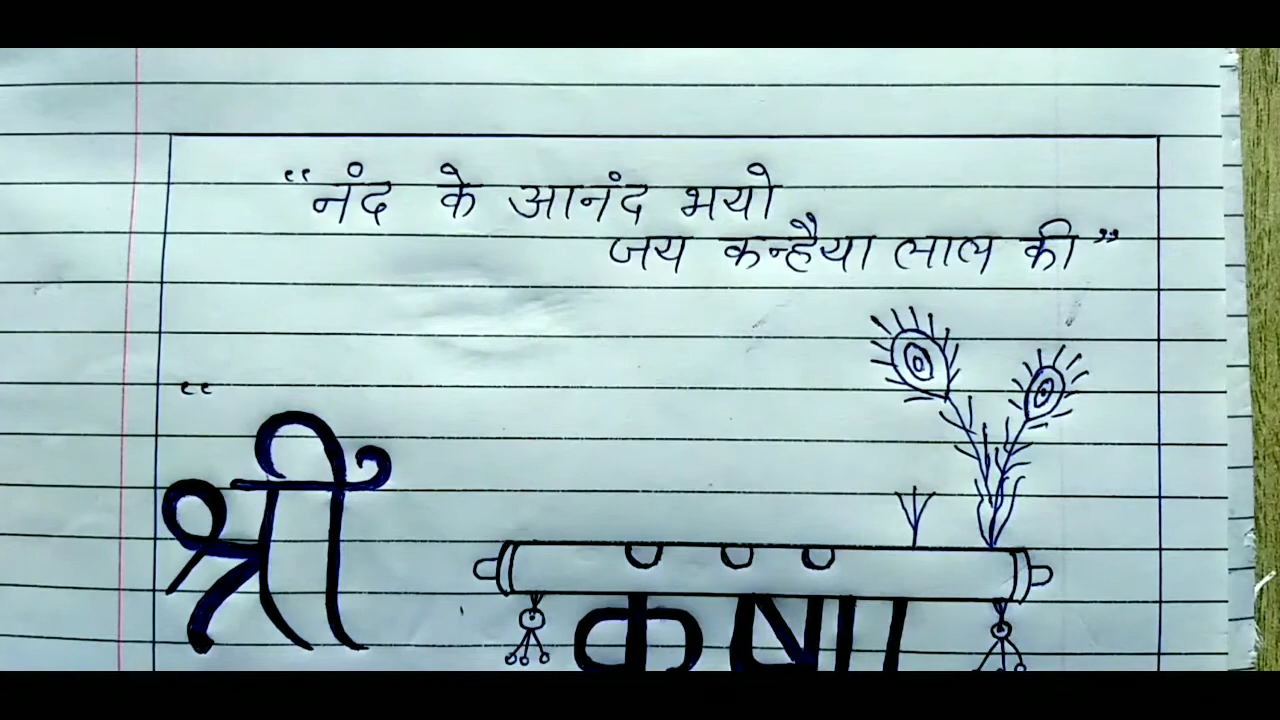 “नंद के आनंद भयो
जय कन्हैया लाल की”
“
श्री